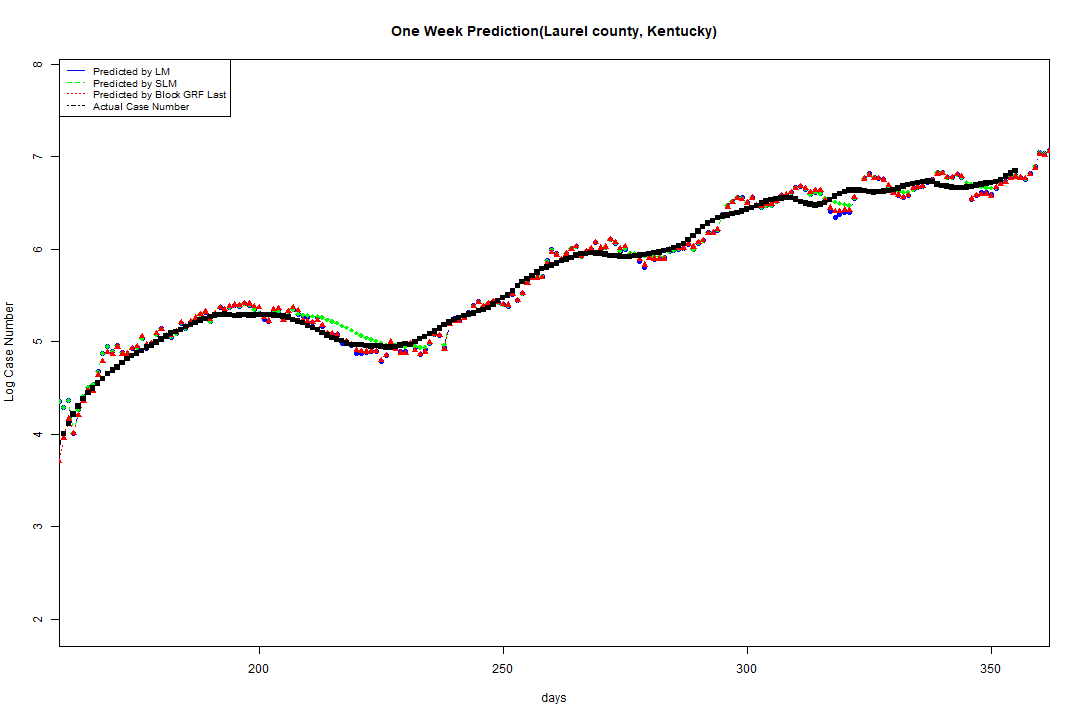 One Week Prediction(Laurel county, Kentucky)
Predicted by LM
Predicted by SLM
Predicted by Block GRF Last
Actual Case Number
8
7
6
5
4
3
2
Log Case Number
200 250 300 350
days